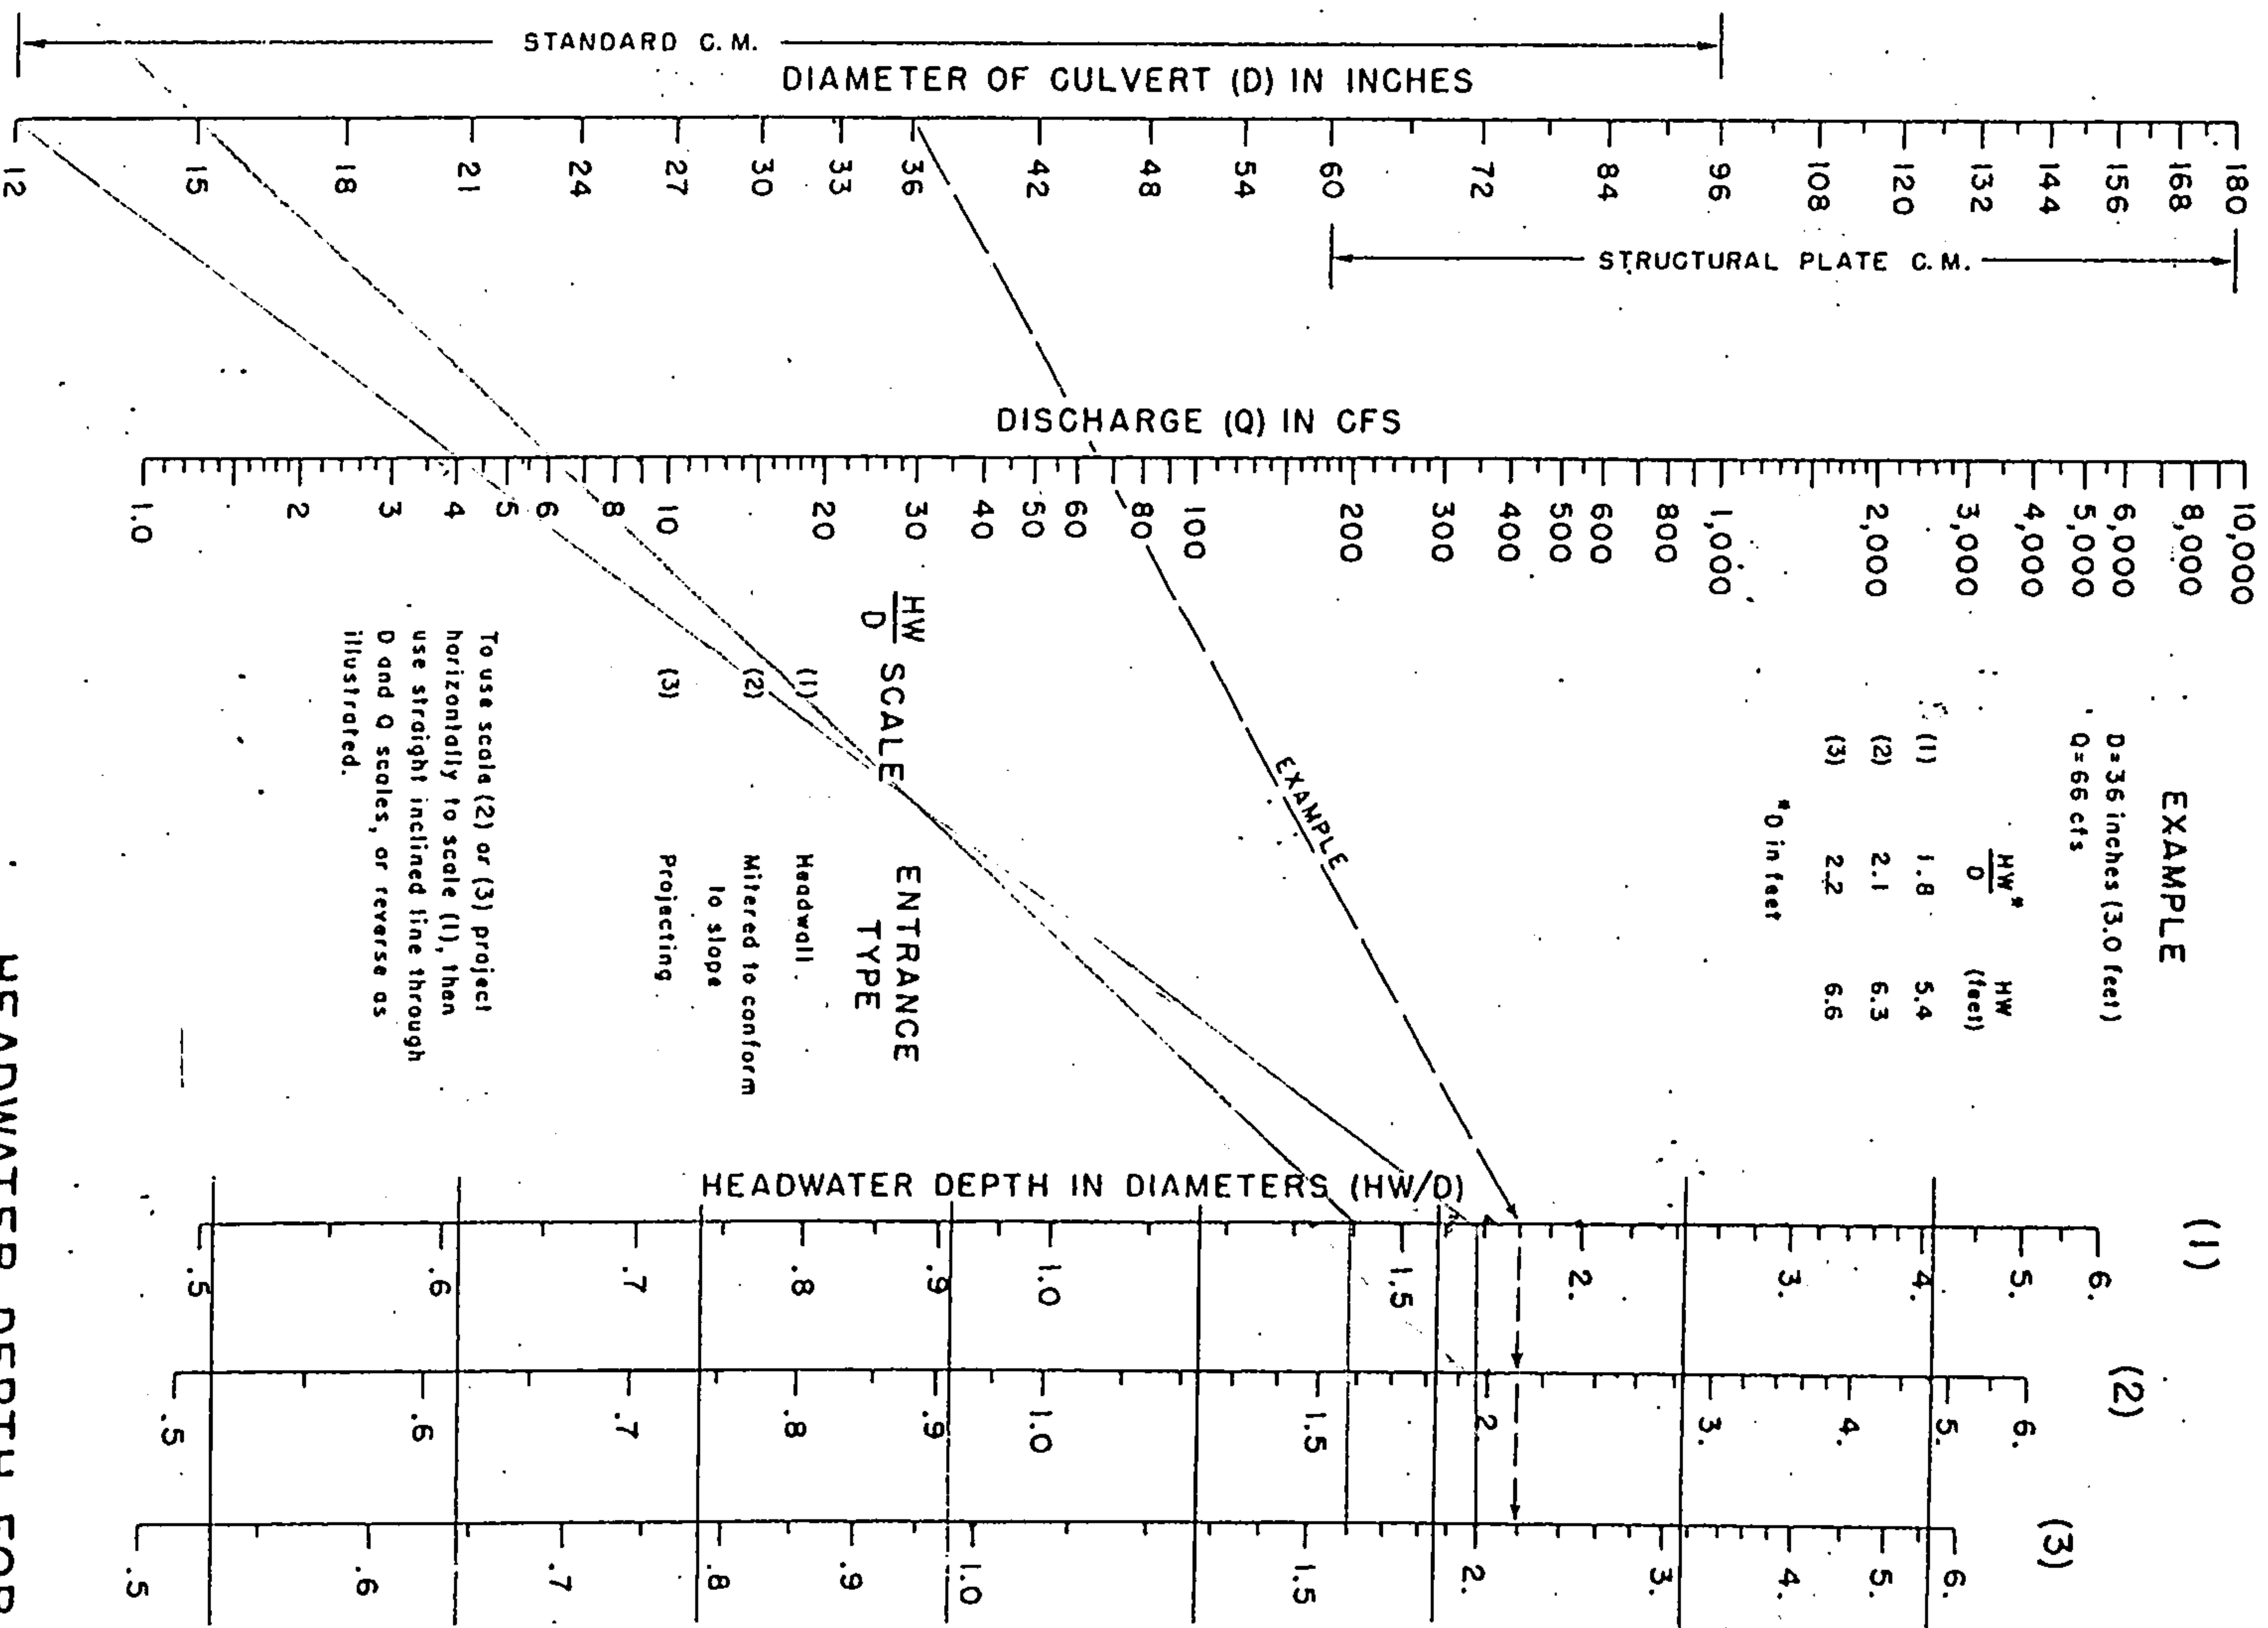 STANDARD C.M.
DIAMETER OF CULVERT (D) IN INCHES
12 15 18 21 24 27 30 33 36 42 48 54 60 72 84 96 108 120 132 144 156 168 180
STRUCTURAL PLATE C.M.
DISCHARGE (Q) IN CFS
1.0 2 3 4 5 6 8 10 20 30 40 50 60 80 100 200 300 400 500 600 800 1,000 2,000 3,000 4,000 5,000 6,000 8,000 10,000
EXAMPLE
D=36 inches (3.0 feet)
Q=66 cfs
HW* HW
D (feet)
(1) 1.8 5.4
(2) 2.1 6.3
(3) 2.2 6.6
*D in feet
EXAMPLE
HW SCALE ENTRANCE
D TYPE
(1) Headwall
(2) Mitered to conform
to slope
(3) Projecting
To use scale (2) or (3) project
horizontally to scale (1), then
use straight inclined line through
D and Q scales, or reverse as
illustrated.
HEADWATER DEPTH IN DIAMETERS (HW/D)
(1)
.5 .6 .7 .8 .9 1.0 1.5 2. 3. 4. 5. 6.
(2)
.5 .6 .7 .8 .9 1.0 1.5 2 3. 4. 5. 6.
(3)
.5 .6 .7 .8 .9 1.0 1.5 2. 3. 4. 5. 6.
HEADWATER DEPTH FOR